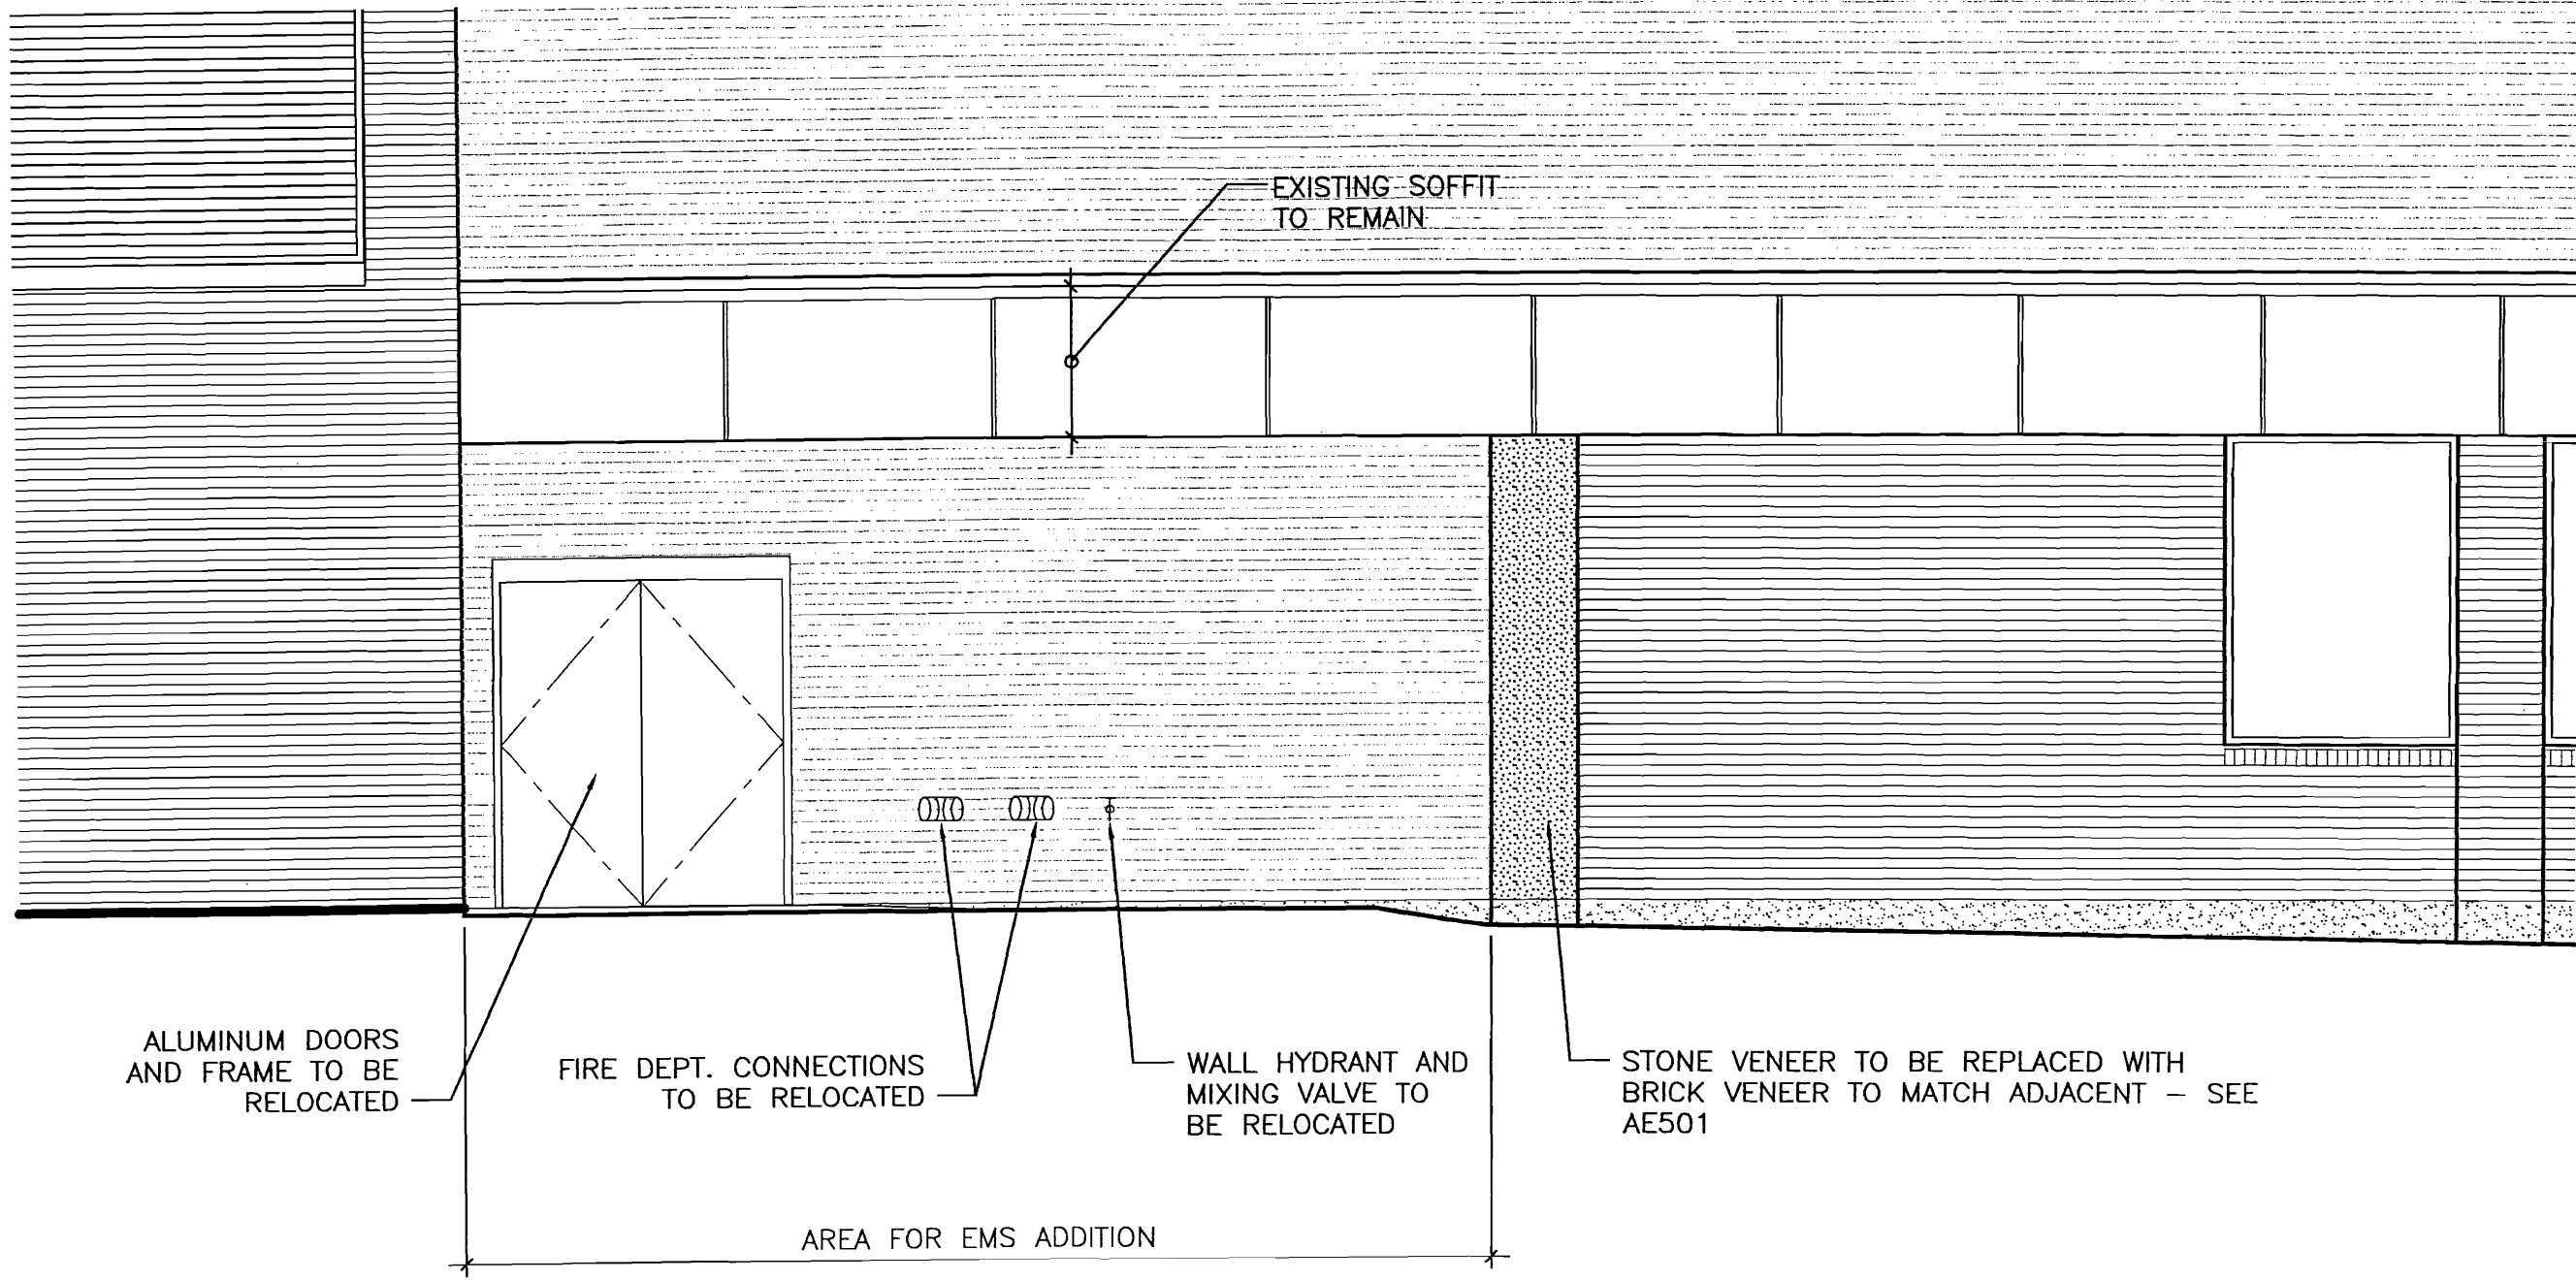 EXISTING SOFFIT
TO REMAIN
ALUMINUM DOORS
AND FRAME TO BE
RELOCATED
FIRE DEPT. CONNECTIONS
TO BE RELOCATED
WALL HYDRANT AND
MIXING VALVE TO
BE RELOCATED
STONE VENEER TO BE REPLACED WITH
BRICK VENEER TO MATCH ADJACENT – SEE
AE501
AREA FOR EMS ADDITION